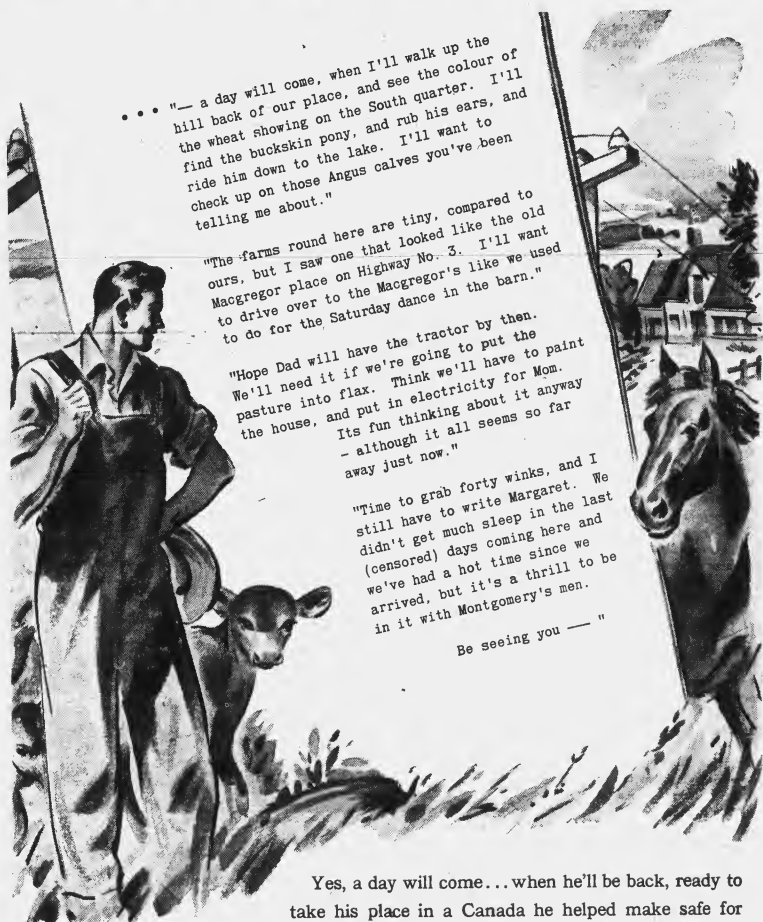 ... "— a day will come, when I'll walk up the
hill back of our place, and see the colour of
the wheat showing on the South quarter. I'll
find the buckskin pony, and rub his ears, and
ride him down to the lake. I'll want to
check up on those Angus calves you've been
telling me about."
"The farms round here are tiny, compared to
ours, but I saw one that looked like the old
Macgregor place on Highway No. 3. I'll want
to drive over to the Macgregor's like we used
to do for the Saturday dance in the barn."
"Hope Dad will have the tractor by then.
We'll need it if we're going to put the
pasture into flax. Think we'll have to paint
the house, and put in electricity for Mom.
Its fun thinking about it anyway
– although it all seems so far
away just now."
"Time to grab forty winks, and I
still have to write Margaret. We
didn't get much sleep in the last
(censored) days coming here and
we've had a hot time since we
arrived, but it's a thrill to be
in it with Montgomery's men.
Be seeing you — "
Yes, a day will come...when he'll be back, ready to
take his place in a Canada he helped make safe for